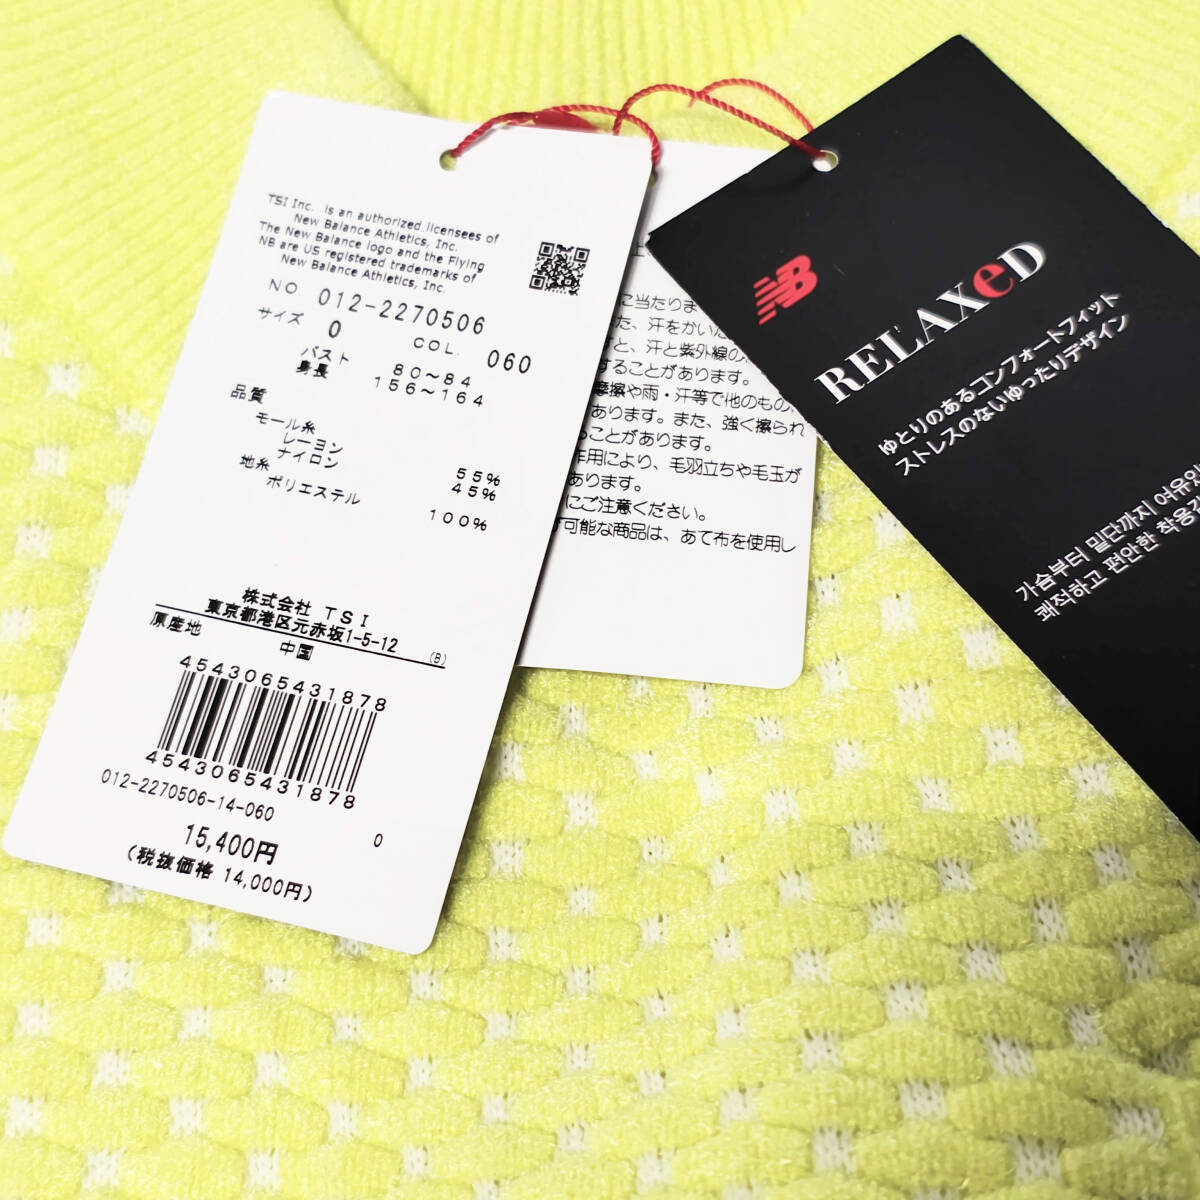 TSI Inc. is an authorized licensees of
New Balance Athletics, Inc.
The New Balance logo and the Flying
NB are US registered trademarks of
New Balance Athletics, Inc.
NO. 012-2270506
サイズ 0 COL. 060
バスト 80～84
身長 156～164
品質
モール糸
レーヨン 55%
ナイロン 45%
地糸
ポリエステル 100%
株式会社 TSI
東京都港区元赤坂1-5-12
原産地 中国 (B)
4543065431878
4543065431878
012-2270506-14-060
0
15,400円
(税抜価格 14,000円)
に当たりま
た、汗をかいた
すと、汗と紫外線の
することがあります。
摩擦や雨・汗等で他のもの、
あります。また、強く擦られ
ることがあります。
作用により、毛羽立ちや毛玉が
あります。
にご注意ください。
可能な商品は、あて布を使用し
NB
RELAXeD
ゆとりのあるコンフォートフィット
ストレスのないゆったりデザイン
가슴부터 밑단까지 여유있
쾌적하고 편안한 착용감